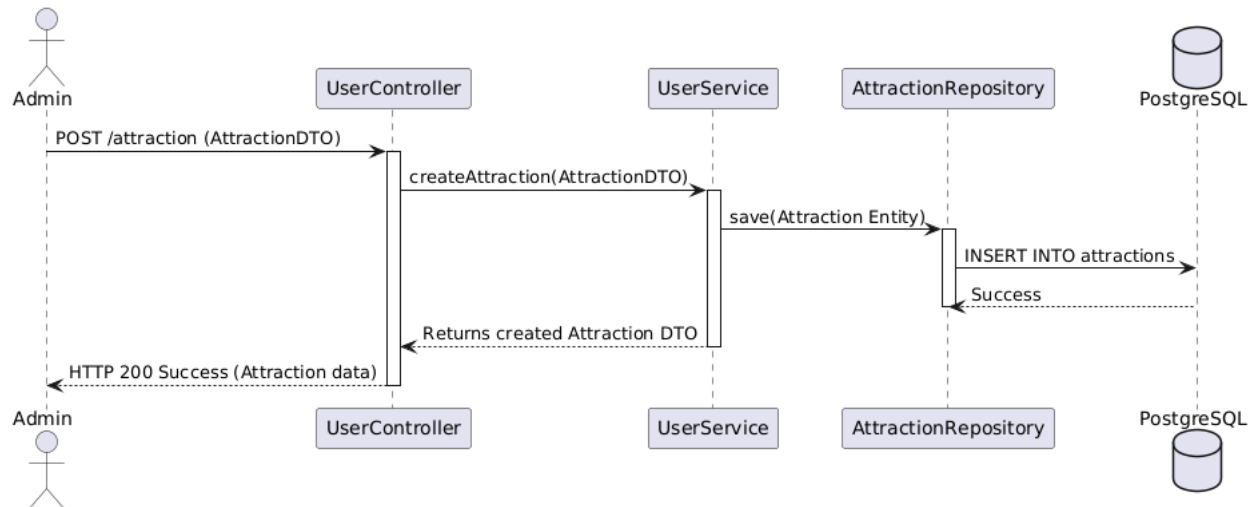 Admin
UserController
UserService
AttractionRepository
PostgreSQL
POST /attraction (AttractionDTO)
createAttraction(AttractionDTO)
save(Attraction Entity)
INSERT INTO attractions
Success
Returns created Attraction DTO
HTTP 200 Success (Attraction data)
Admin
UserController
UserService
AttractionRepository
PostgreSQL